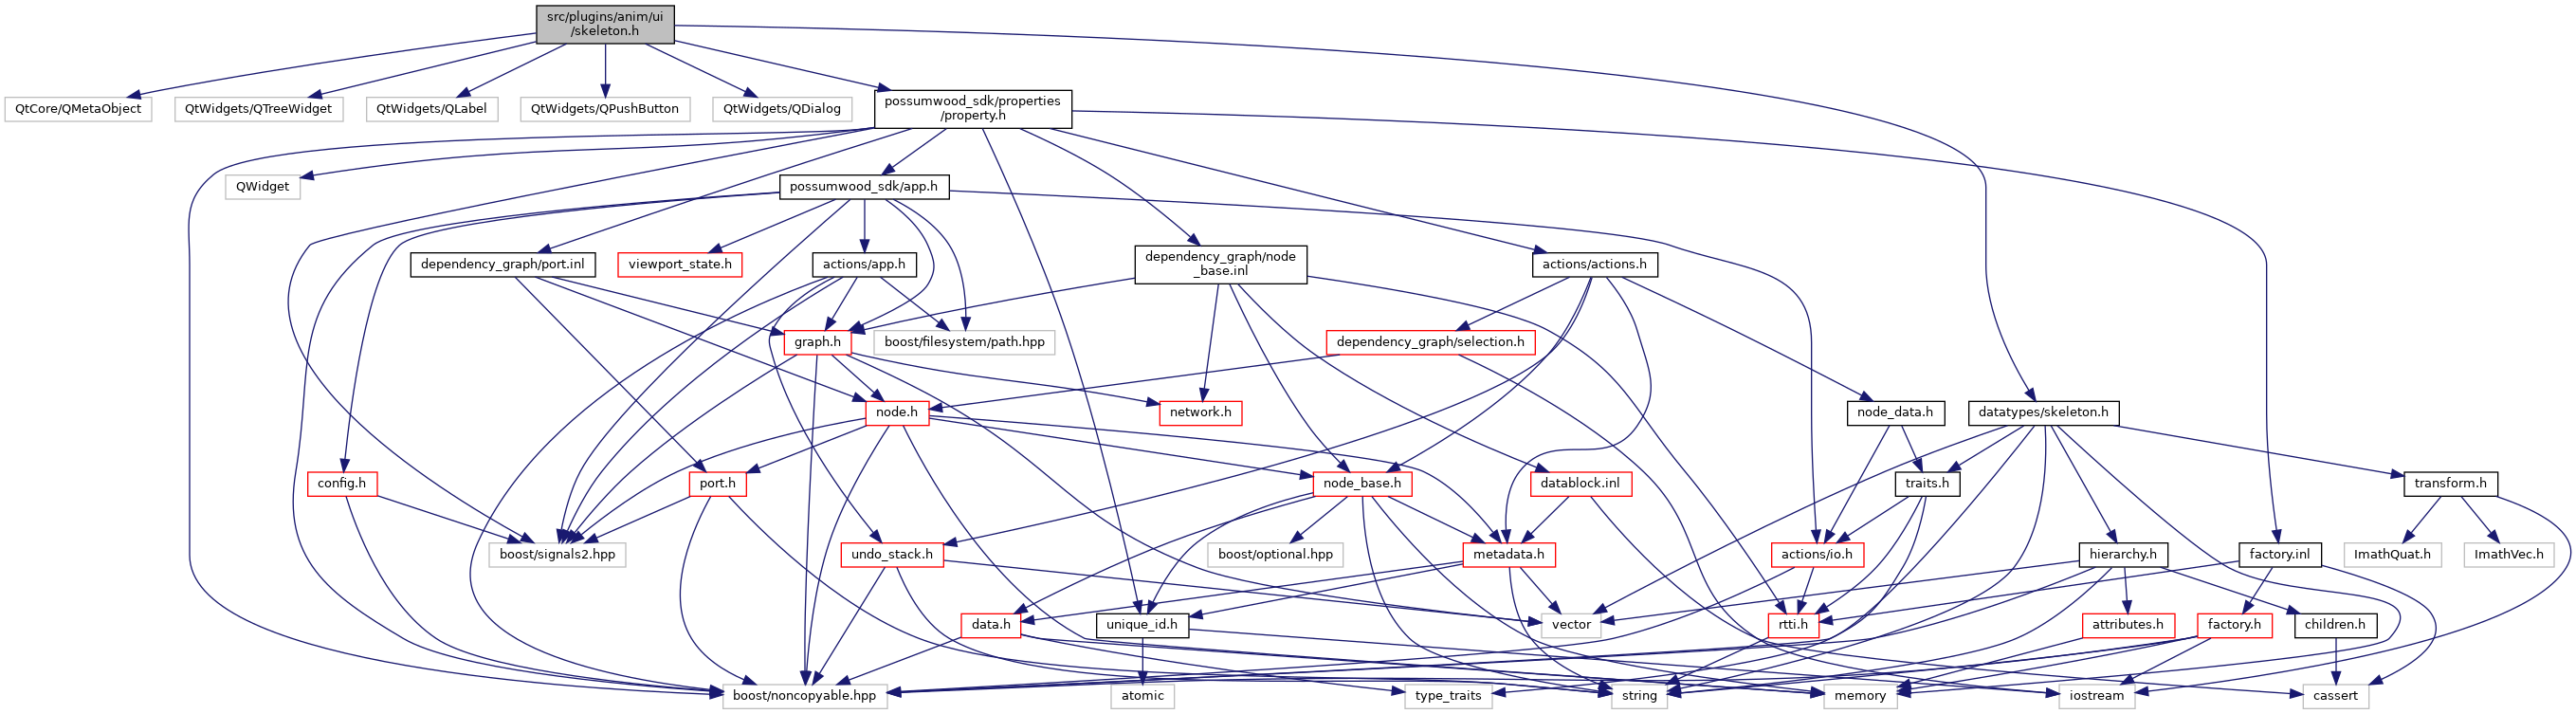 src/plugins/anim/ui
/skeleton.h
QtCore/QMetaObject
QtWidgets/QTreeWidget
QtWidgets/QLabel
QtWidgets/QPushButton
QtWidgets/QDialog
possumwood_sdk/properties
/property.h
QWidget
possumwood_sdk/app.h
dependency_graph/port.inl
viewport_state.h
actions/app.h
dependency_graph/node
_base.inl
actions/actions.h
graph.h
boost/filesystem/path.hpp
dependency_graph/selection.h
node.h
network.h
node_data.h
datatypes/skeleton.h
config.h
port.h
node_base.h
datablock.inl
traits.h
transform.h
boost/signals2.hpp
undo_stack.h
boost/optional.hpp
metadata.h
actions/io.h
hierarchy.h
factory.inl
ImathQuat.h
ImathVec.h
data.h
unique_id.h
vector
rtti.h
attributes.h
factory.h
children.h
boost/noncopyable.hpp
atomic
type_traits
string
memory
iostream
cassert